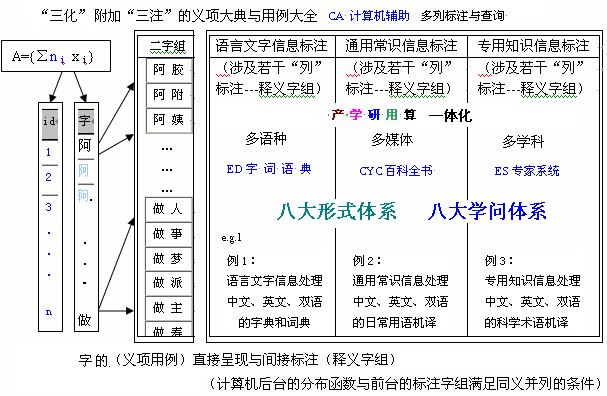 “三化”附加“三注”的义项大典与用例大全 CA 计算机辅助 多列标注与查询
A={∑ni xi}
二字组 语言文字信息标注 通用常识信息标注 专用知识信息标注
(涉及若干“列” (涉及若干“列” (涉及若干“列”
标注---释义字组) 标注---释义字组) 标注---释义字组)
id 字
1 阿
2 阿
3 阿.
.
.
.
n 做
阿 胶
阿 附
阿 姨
…
…
…
做 人
做 事
做 梦
做 派
做 主
做 寿
产·学·研·用·算 一体化
多语种 多媒体 多学科
ED字·词·语·典 CYC百科全书 ES专家系统
八大形式体系 八大学问体系
e.g.1
例1: 例2: 例3:
语言文字信息处理 通用常识信息处理 专用知识信息处理
中文、英文、双语 中文、英文、双语 中文、英文、双语
的字典和词典 的日常用语机译 的科学术语机译
字的(义项用例)直接呈现与间接标注(释义字组)
(计算机后台的分布函数与前台的标注字组满足同义并列的条件)